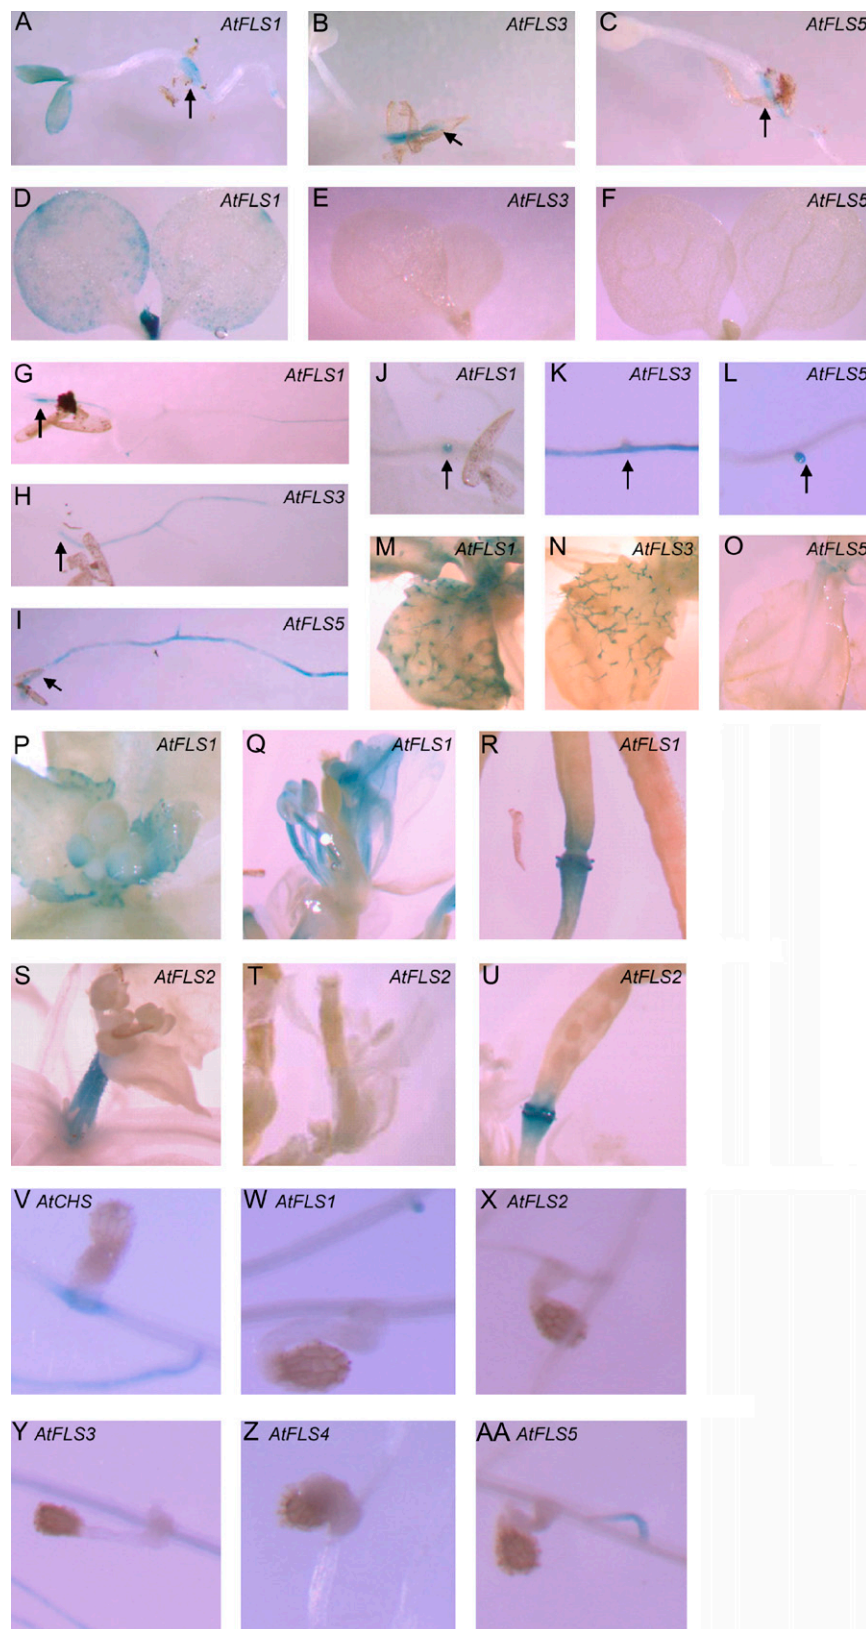 A AtFLS1
B AtFLS3
C AtFLS5
D AtFLS1
E AtFLS3
F AtFLS5
G AtFLS1
H AtFLS3
I AtFLS5
J AtFLS1
K AtFLS3
L AtFLS5
M AtFLS1
N AtFLS3
O AtFLS5
P AtFLS1
Q AtFLS1
R AtFLS1
S AtFLS2
T AtFLS2
U AtFLS2
V AtCHS
W AtFLS1
X AtFLS2
Y AtFLS3
Z AtFLS4
AA AtFLS5